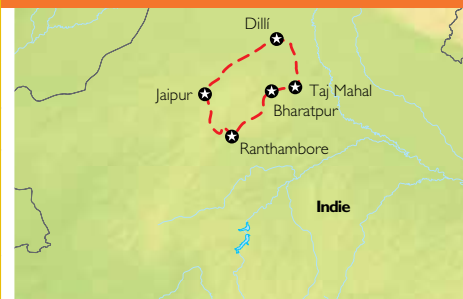 Dillí
Jaipur
Taj Mahal
Bharatpur
Ranthambore
Indie